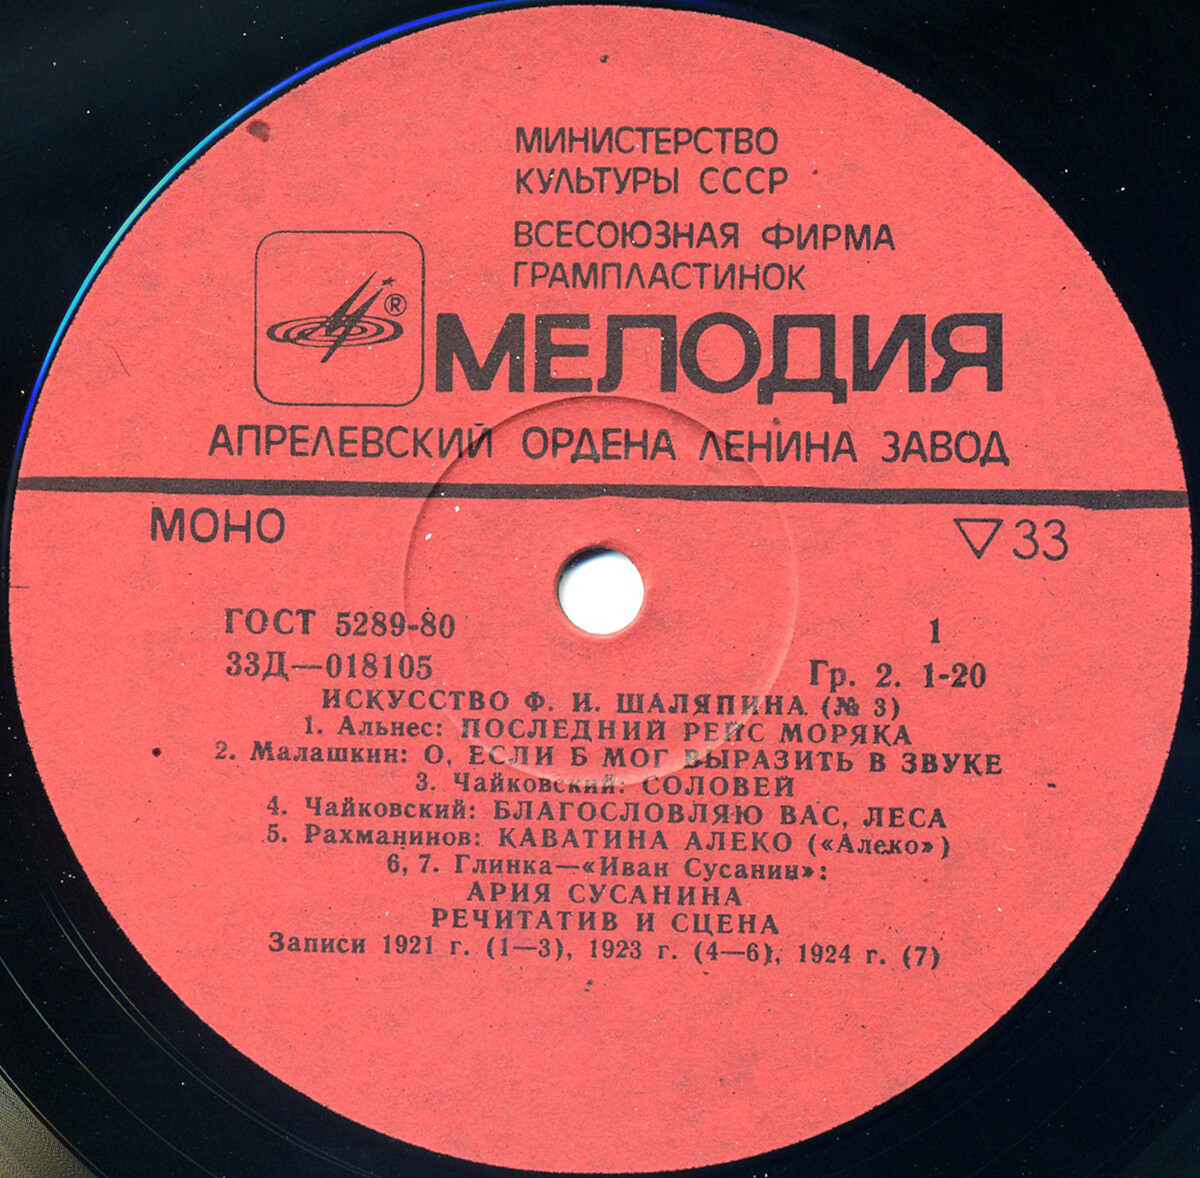 МИНИСТЕРСТВО
КУЛЬТУРЫ СССР
ВСЕСОЮЗНАЯ ФИРМА
ГРАМПЛАСТИНОК
®
МЕЛОДИЯ
АПРЕЛЕВСКИЙ ОРДЕНА ЛЕНИНА ЗАВОД
МОНО ▽33
ГОСТ 5289-80 1
33Д—018105 Гр. 2. 1-20
ИСКУССТВО Ф. И. ШАЛЯПИНА (№ 3)
1. Альнес: ПОСЛЕДНИЙ РЕЙС МОРЯКА
2. Малашкин: О, ЕСЛИ Б МОГ ВЫРАЗИТЬ В ЗВУКЕ
3. Чайковский: СОЛОВЕЙ
4. Чайковский: БЛАГОСЛОВЛЯЮ ВАС, ЛЕСА
5. Рахманинов: КАВАТИНА АЛЕКО («Алеко»)
6, 7. Глинка—«Иван Сусанин»:
АРИЯ СУСАНИНА
РЕЧИТАТИВ И СЦЕНА
Записи 1921 г. (1—3), 1923 г. (4—6), 1924 г. (7)